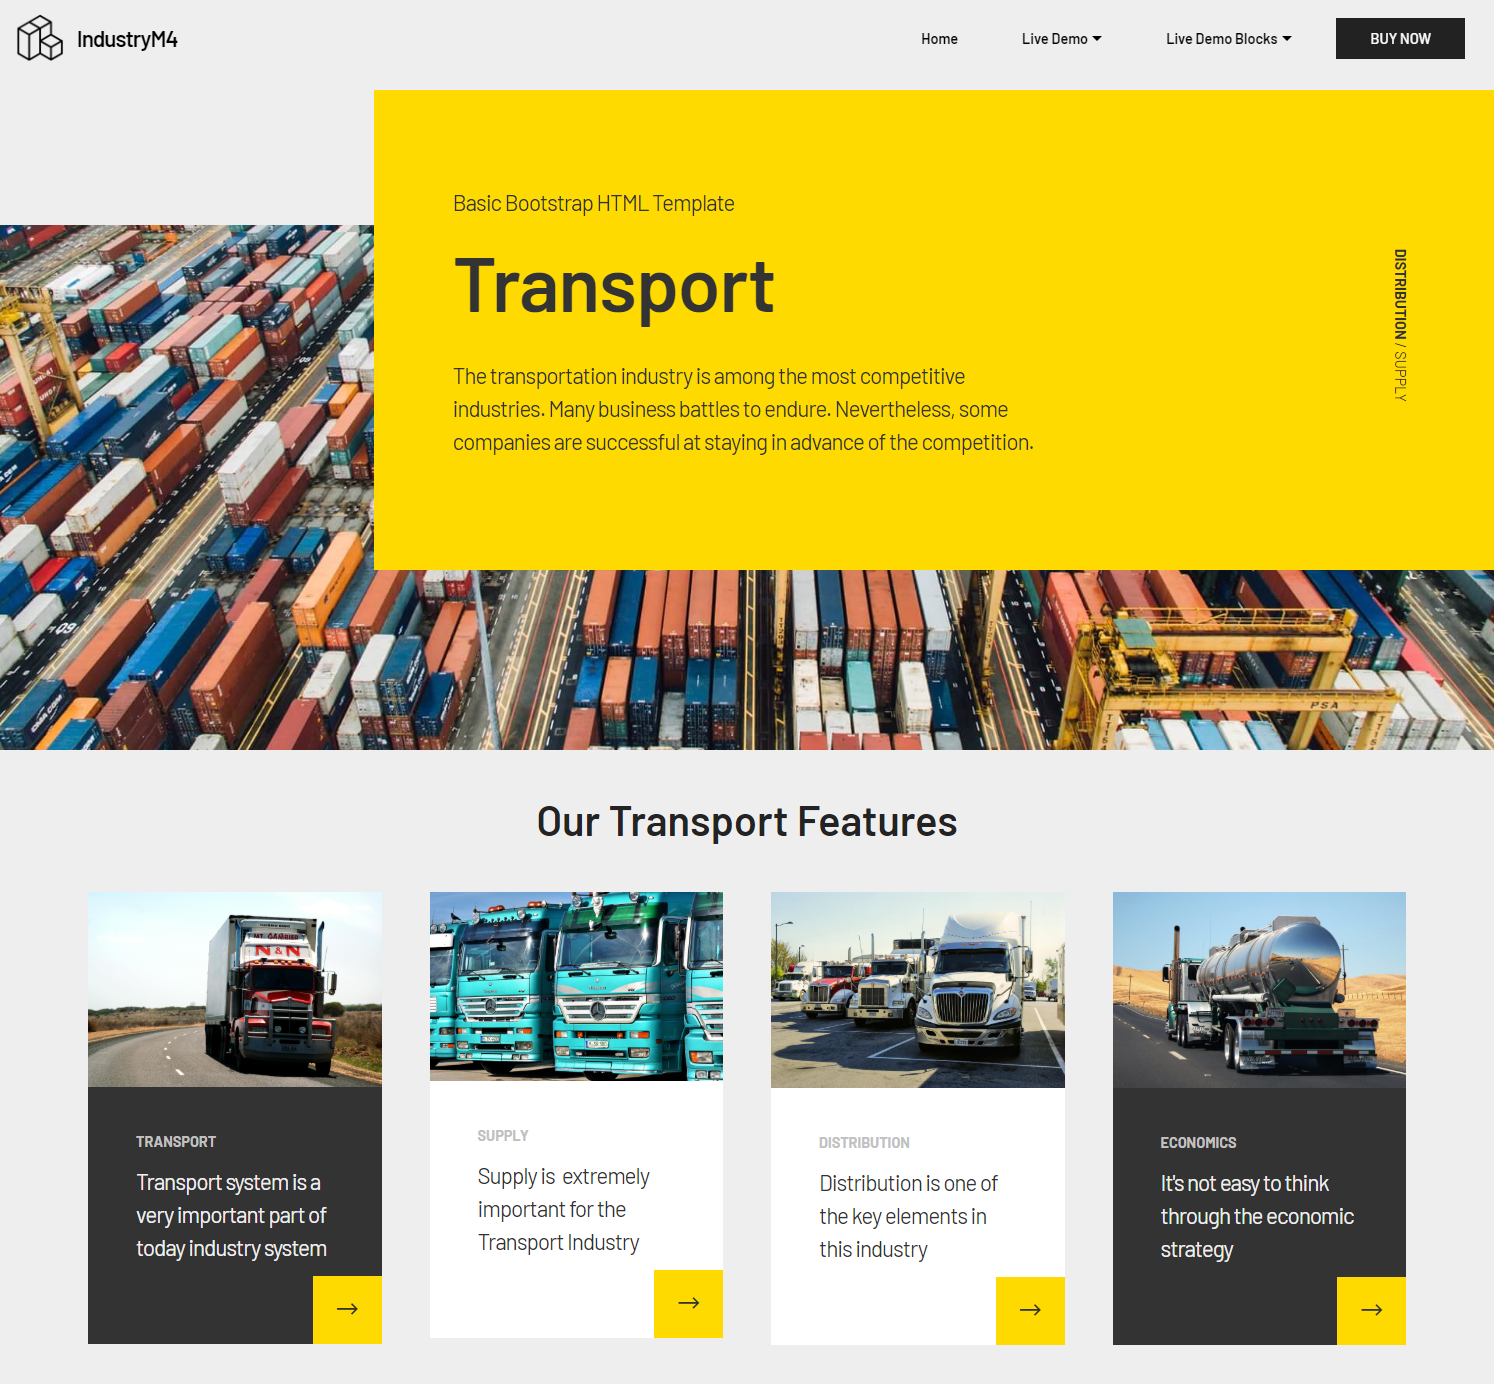 IndustryM4
Home
Live Demo
Live Demo Blocks
BUY NOW
Basic Bootstrap HTML Template
Transport
The transportation industry is among the most competitive
industries. Many business battles to endure. Nevertheless, some
companies are successful at staying in advance of the competition.
DISTRIBUTION / SUPPLY
09
PSA
Our Transport Features
MT. GAMBIER
N & N
TRANSPORT
Transport system is a
very important part of
today industry system
SUPPLY
Supply is  extremely
important for the
Transport Industry
DISTRIBUTION
Distribution is one of
the key elements in
this industry
ECONOMICS
It's not easy to think
through the economic
strategy